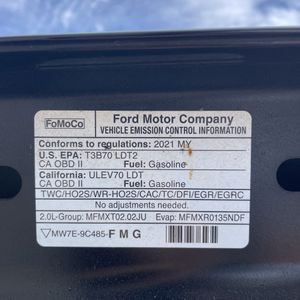 FoMoCo
Ford Motor Company
VEHICLE EMISSION CONTROL INFORMATION
Conforms to regulations: 2021 MY
U.S. EPA: T3B70 LDT2
CA OBD II Fuel: Gasoline
California: ULEV70 LDT
CA OBD II Fuel: Gasoline
TWC/HO2S/WR-HO2S/CAC/TC/DFI/EGR/EGRC
No adjustments needed.
2.0L-Group: MFMXT02.02JU Evap: MFMXR0135NDF
MW7E-9C485-F M G